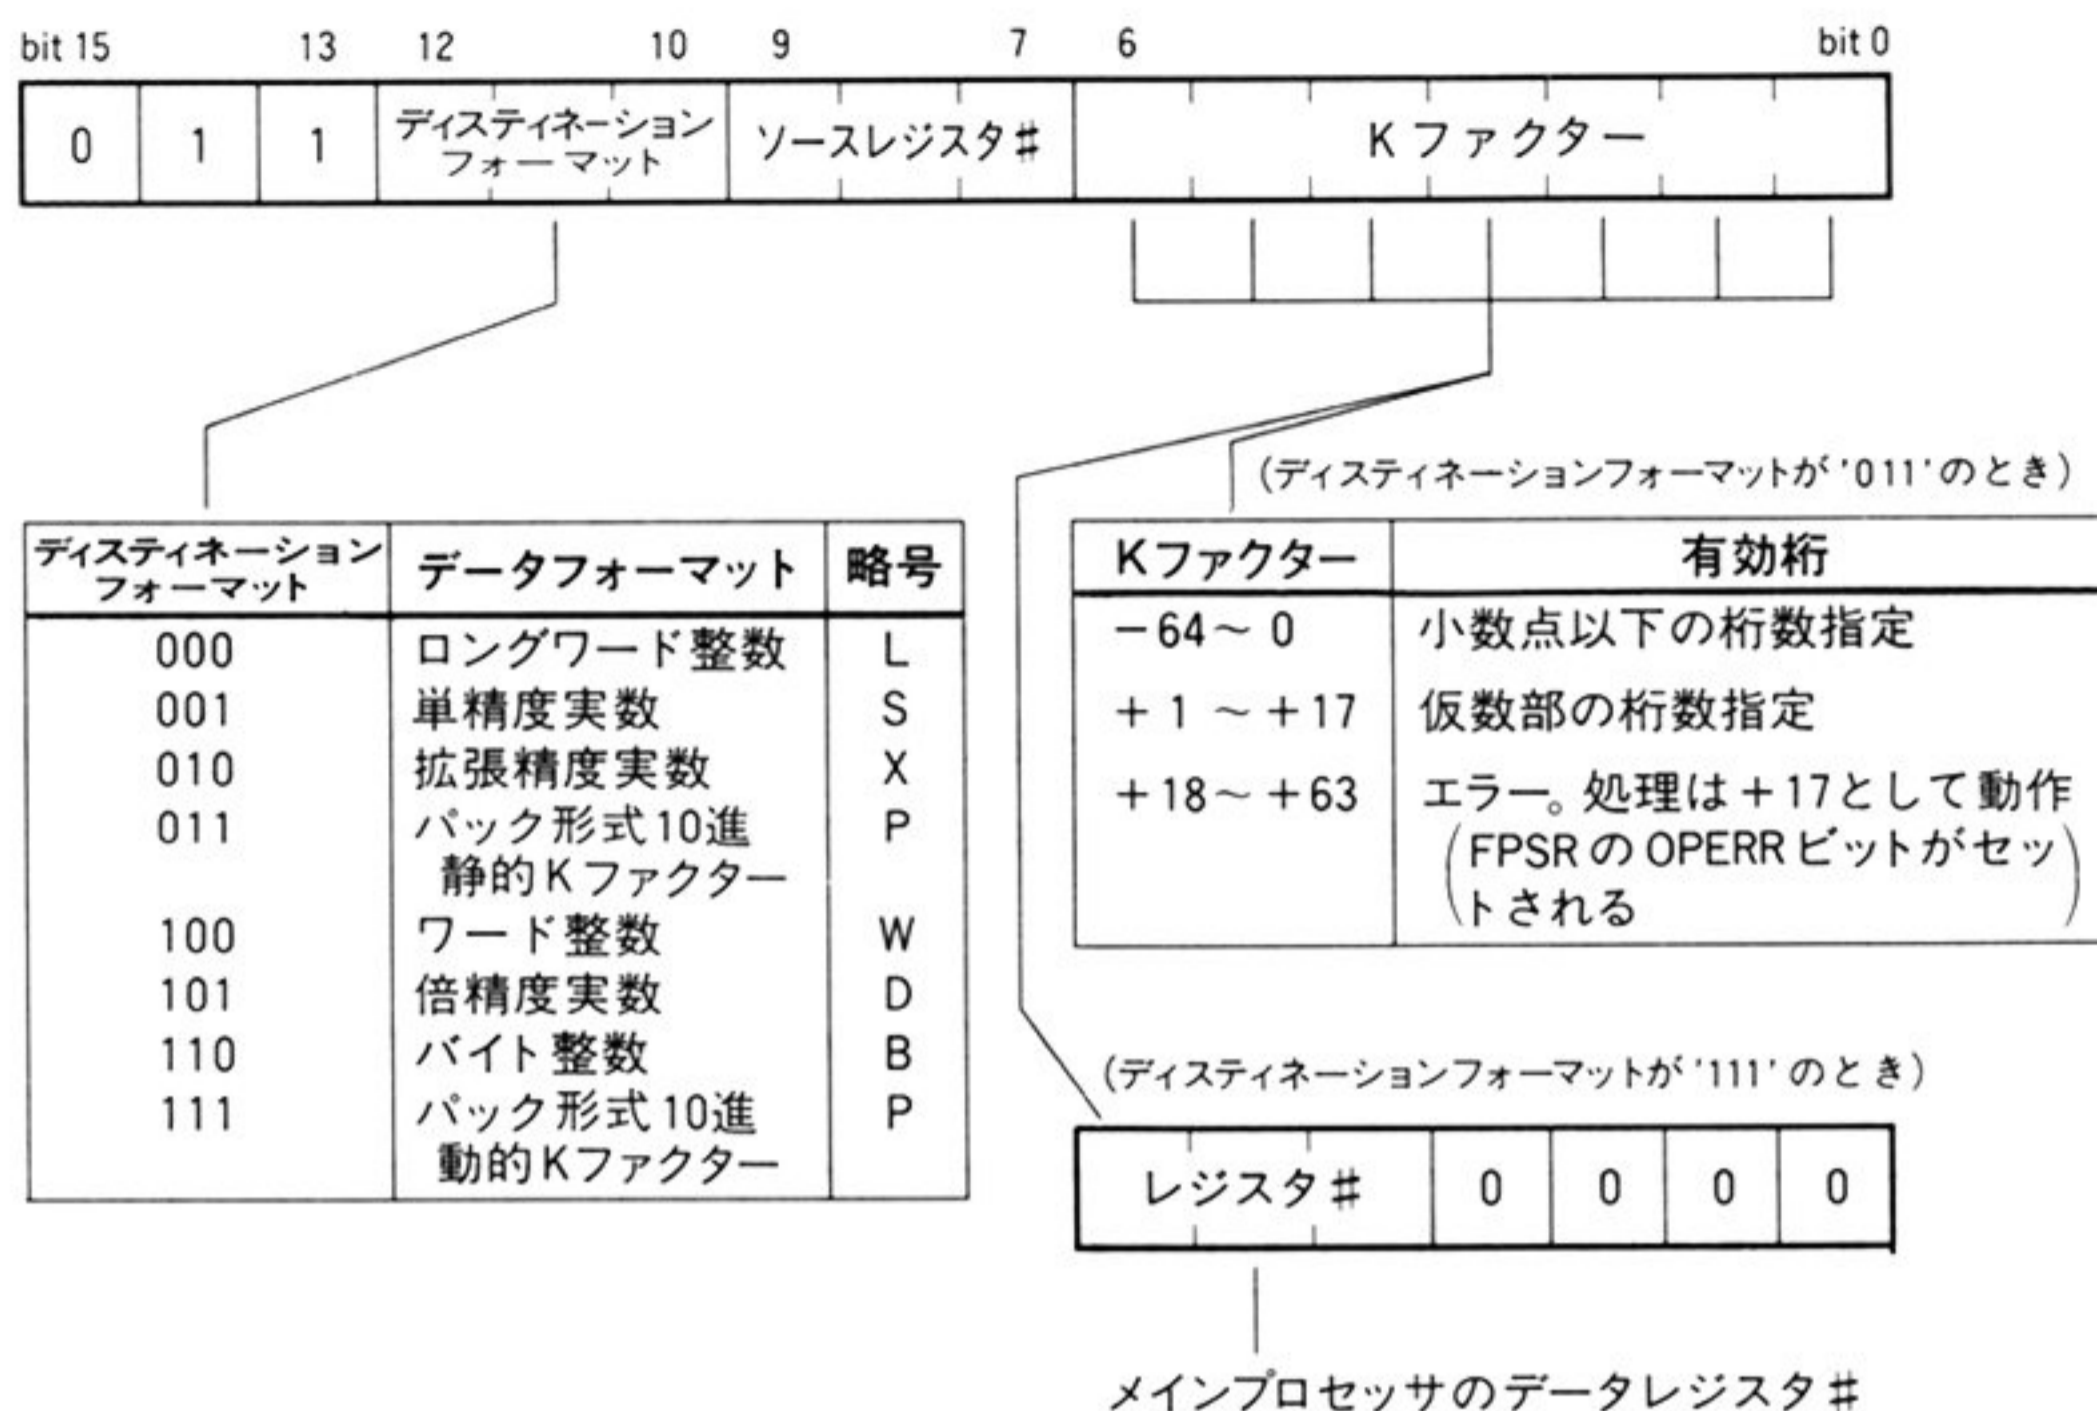 bit 15 13 12 10 9 7 6 bit 0
0 1 1 ディスティネーション
フォーマット ソースレジスタ# Kファクター
(ディスティネーションフォーマットが'011'のとき)
ディスティネーション
フォーマット データフォーマット 略号
000 ロングワード整数 L
001 単精度実数 S
010 拡張精度実数 X
011 パック形式10進 P
静的Kファクター
100 ワード整数 W
101 倍精度実数 D
110 バイト整数 B
111 パック形式10進 P
動的Kファクター
Kファクター 有効桁
-64~0 小数点以下の桁数指定
+1~+17 仮数部の桁数指定
+18~+63 エラー。処理は+17として動作
(FPSRのOPERRビットがセッ
トされる)
(ディスティネーションフォーマットが'111'のとき)
レジスタ# 0 0 0 0
メインプロセッサのデータレジスタ#